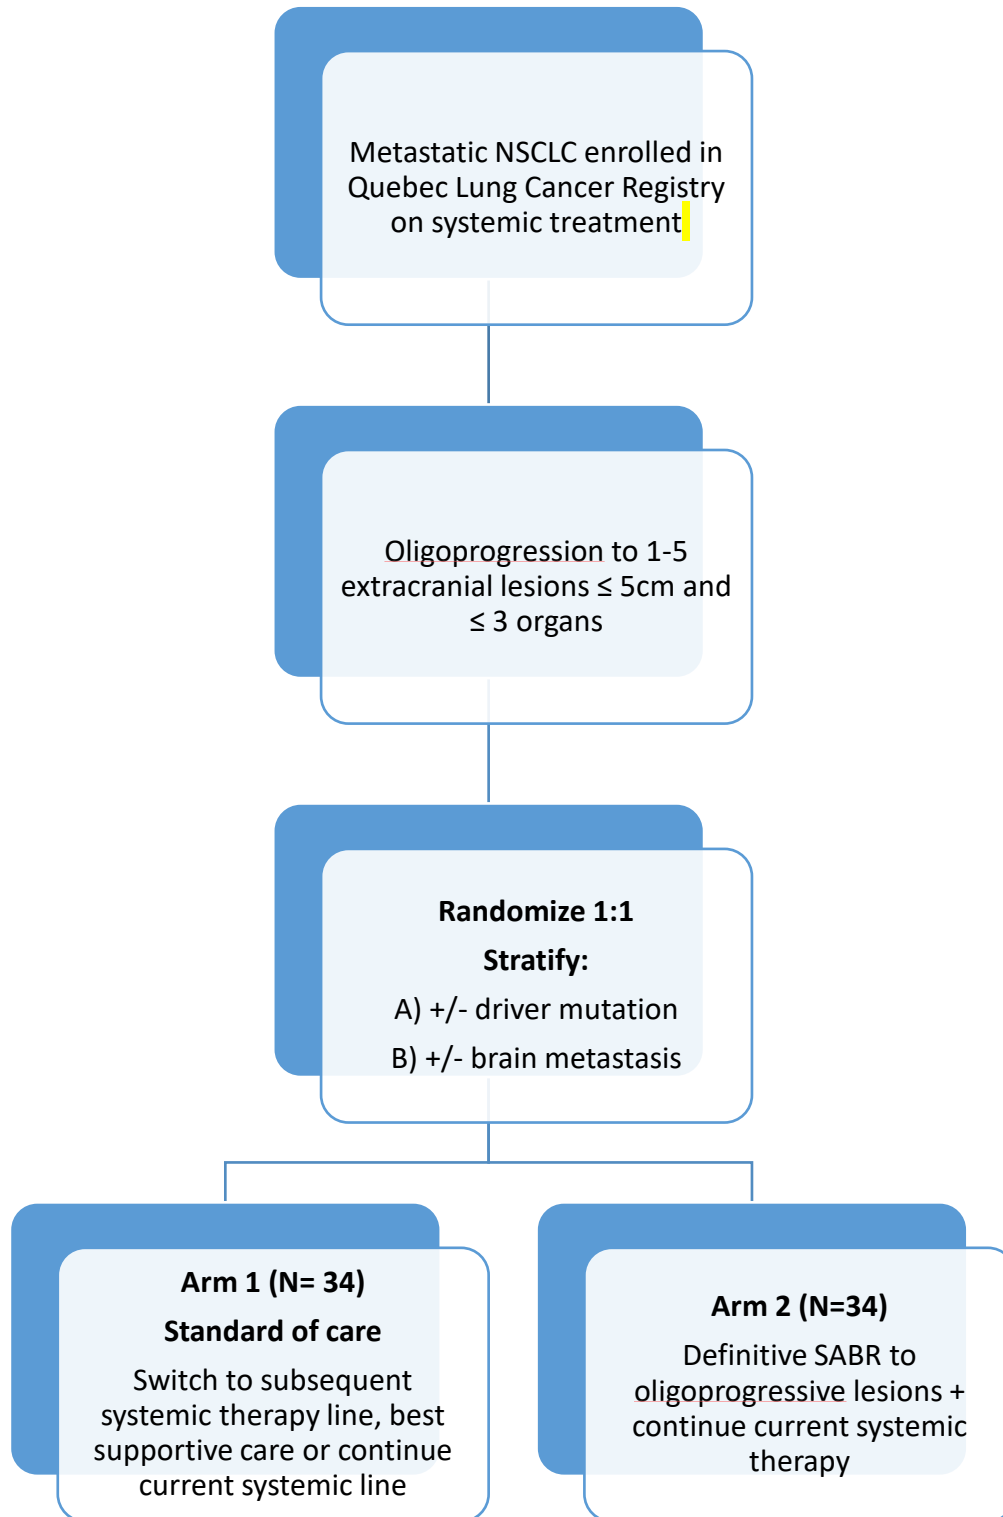 Metastatic NSCLC enrolled in
Quebec Lung Cancer Registry
on systemic treatment
Oligoprogression to 1-5
extracranial lesions ≤ 5cm and
≤ 3 organs
Randomize 1:1
Stratify:
A) +/- driver mutation
B) +/- brain metastasis
Arm 1 (N= 34)
Standard of care
Switch to subsequent
systemic therapy line, best
supportive care or continue
current systemic line
Arm 2 (N=34)
Definitive SABR to
oligoprogressive lesions +
continue current systemic
therapy